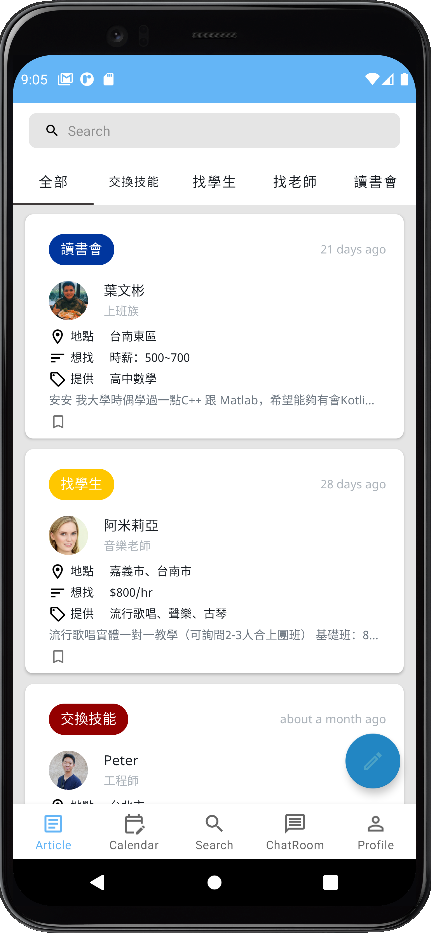 9:05
Search
全部 交換技能 找學生 找老師 讀書會
讀書會 21 days ago
葉文彬
上班族
地點 台南東區
想找 時薪：500~700
提供 高中數學
安安 我大學時偶學過一點C++ 跟 Matlab，希望能夠有會Kotli...
找學生 28 days ago
阿米莉亞
音樂老師
地點 嘉義市、台南市
想找 $800/hr
提供 流行歌唱、聲樂、古琴
流行歌唱實體一對一教學（可詢問2-3人合上團班） 基礎班：8...
交換技能 about a month ago
Peter
工程師
地點 台北市
Article Calendar Search ChatRoom Profile